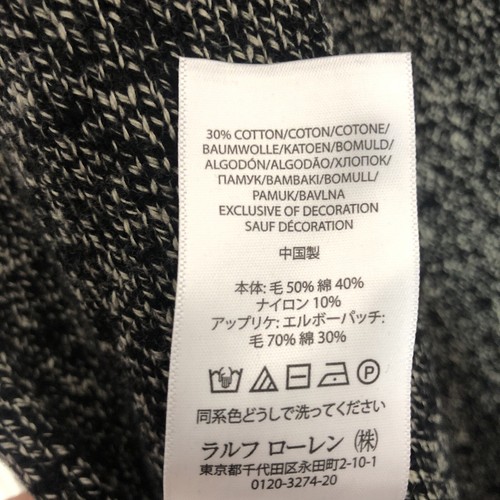 30% COTTON/COTON/COTONE/
BAUMWOLLE/KATOEN/BOMULD/
ALGODÓN/ALGODÃO/ХЛОПОК/
ПАМУК/BAMBAKI/BOMULL/
PAMUK/BAVLNA
EXCLUSIVE OF DECORATION
SAUF DÉCORATION
中国製
本体: 毛 50% 綿 40%
ナイロン 10%
アップリケ: エルボーパッチ:
毛 70% 綿 30%
P
同系色どうしで洗ってください
ラルフ ローレン ㈱
東京都千代田区永田町2-10-1
0120-3274-20